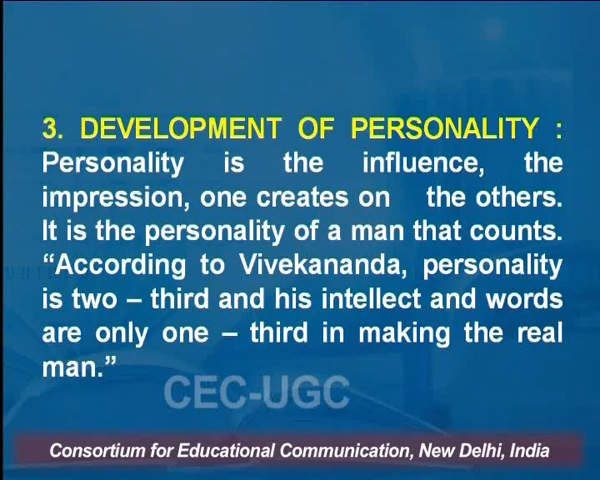 3. DEVELOPMENT OF PERSONALITY :
Personality is the influence, the
impression, one creates on the others.
It is the personality of a man that counts.
“According to Vivekananda, personality
is two – third and his intellect and words
are only one – third in making the real
man.”
CEC-UGC
Consortium for Educational Communication, New Delhi, India